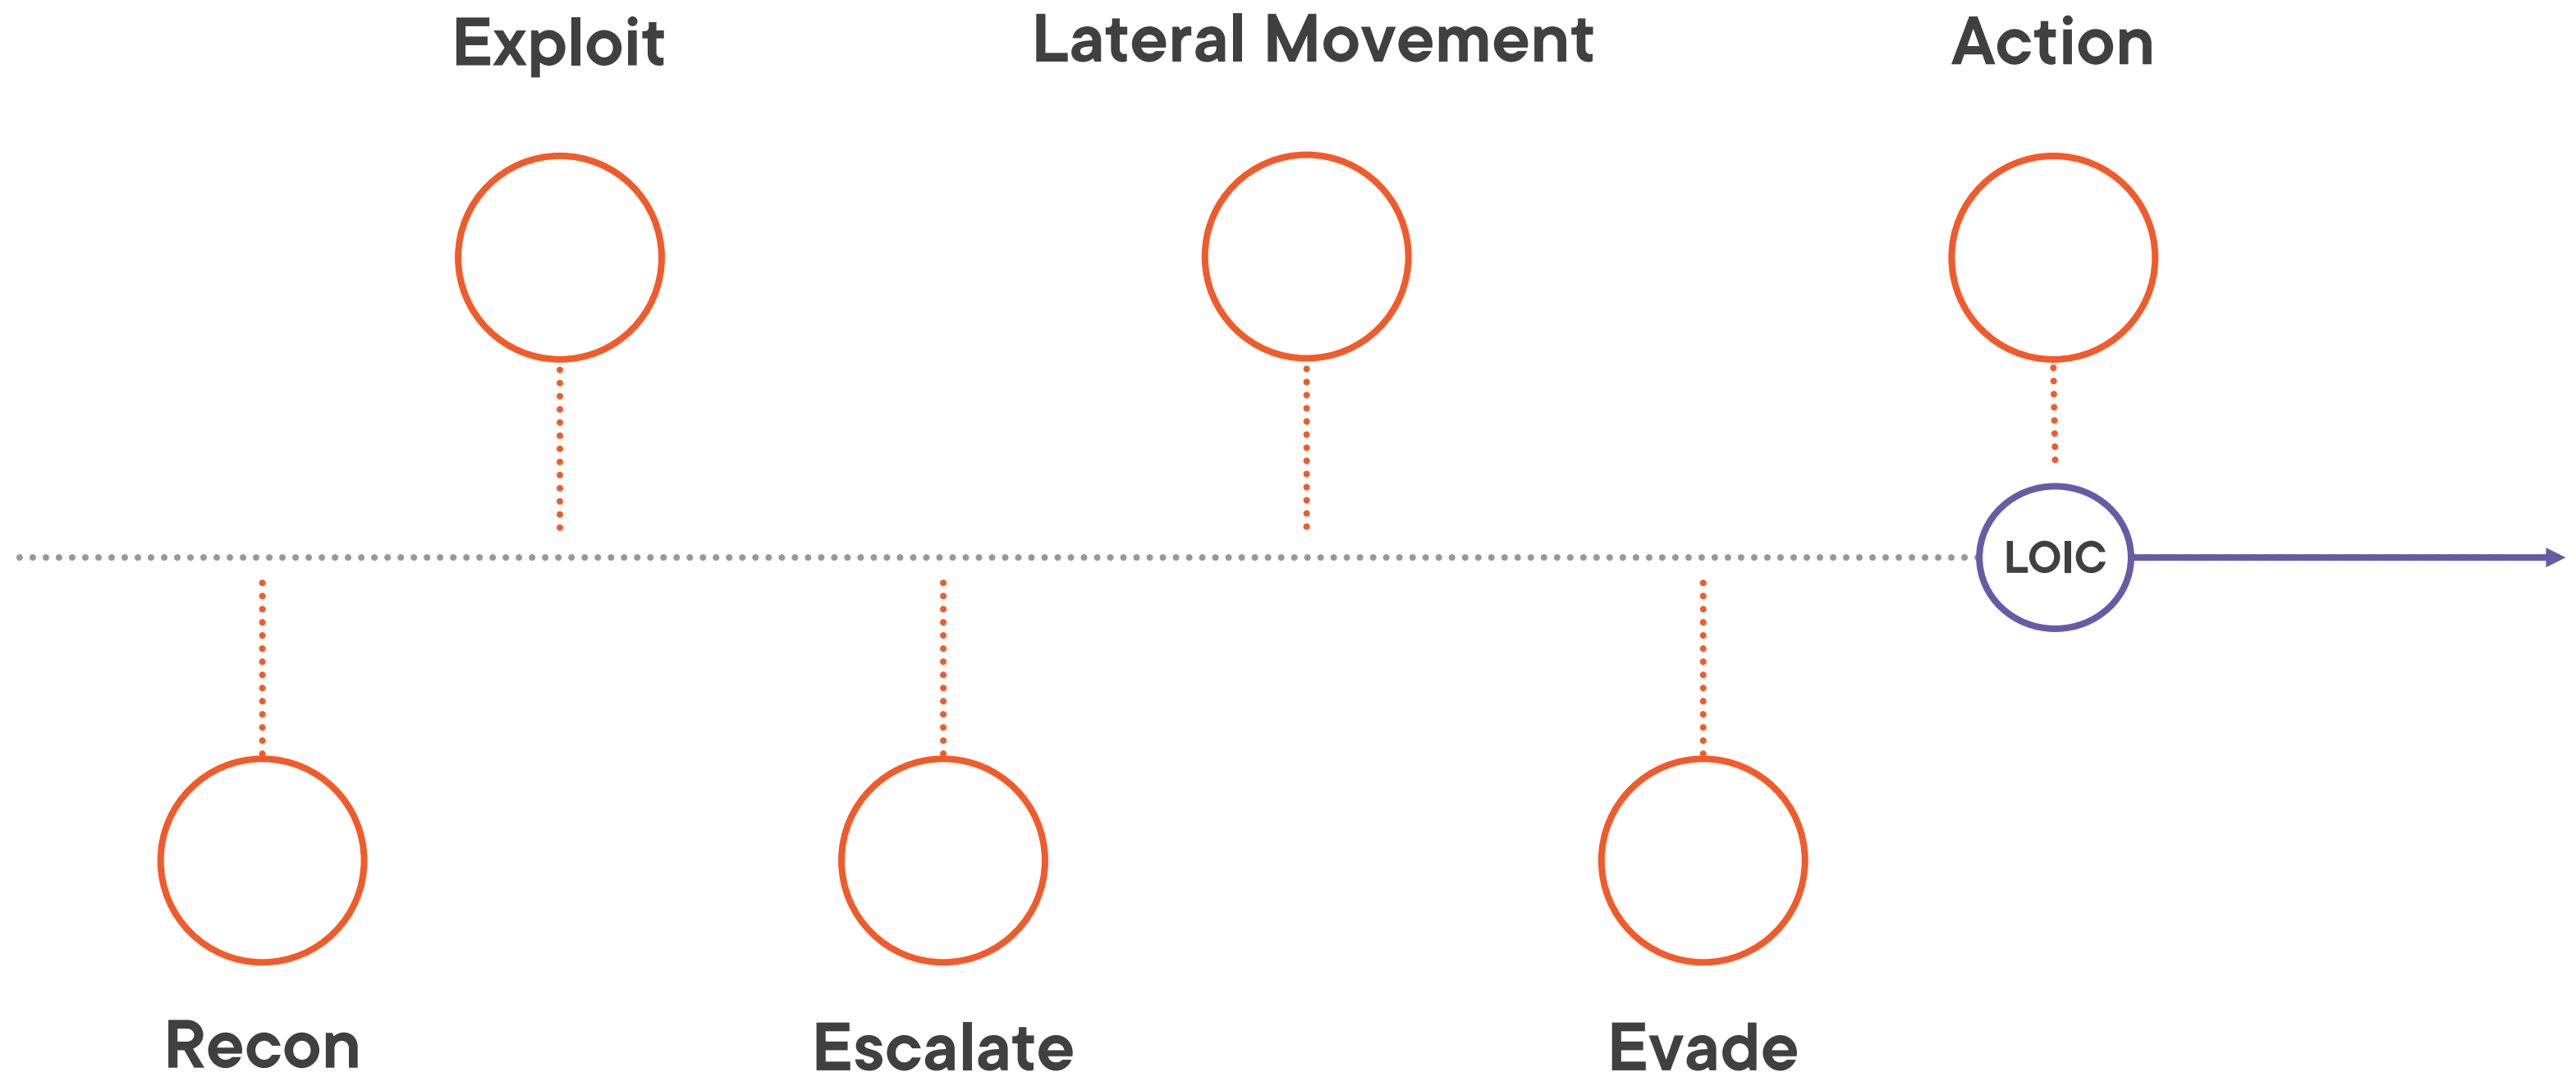 Exploit
Lateral Movement
Action
LOIC
Recon
Escalate
Evade